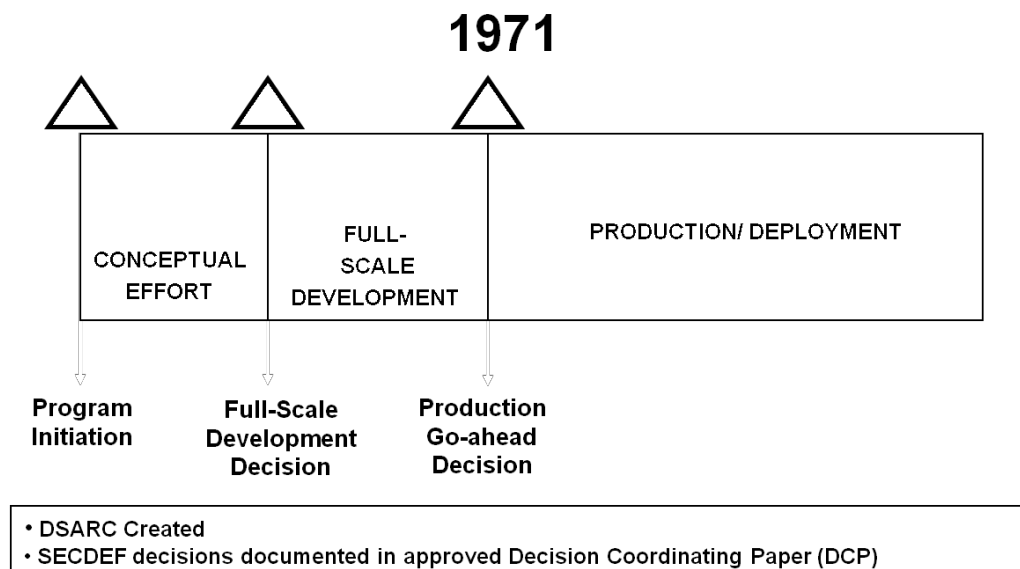 1971
CONCEPTUAL
EFFORT
FULL-
SCALE
DEVELOPMENT
PRODUCTION/ DEPLOYMENT
Program
Initiation
Full-Scale
Development
Decision
Production
Go-ahead
Decision
• DSARC Created
• SECDEF decisions documented in approved Decision Coordinating Paper (DCP)